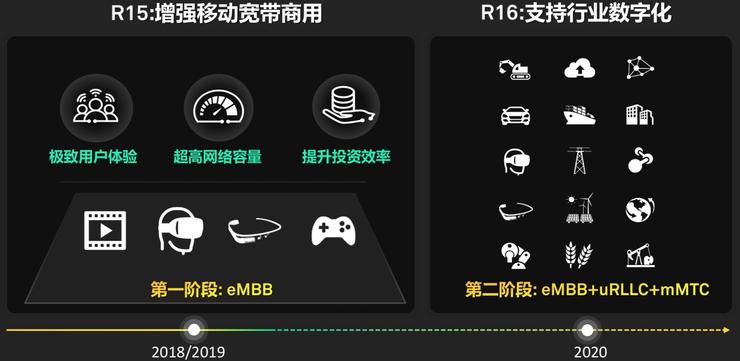 R15:增强移动宽带商用
极致用户体验
超高网络容量
提升投资效率
第一阶段: eMBB
R16:支持行业数字化
第二阶段: eMBB+uRLLC+mMTC
2018/2019
2020